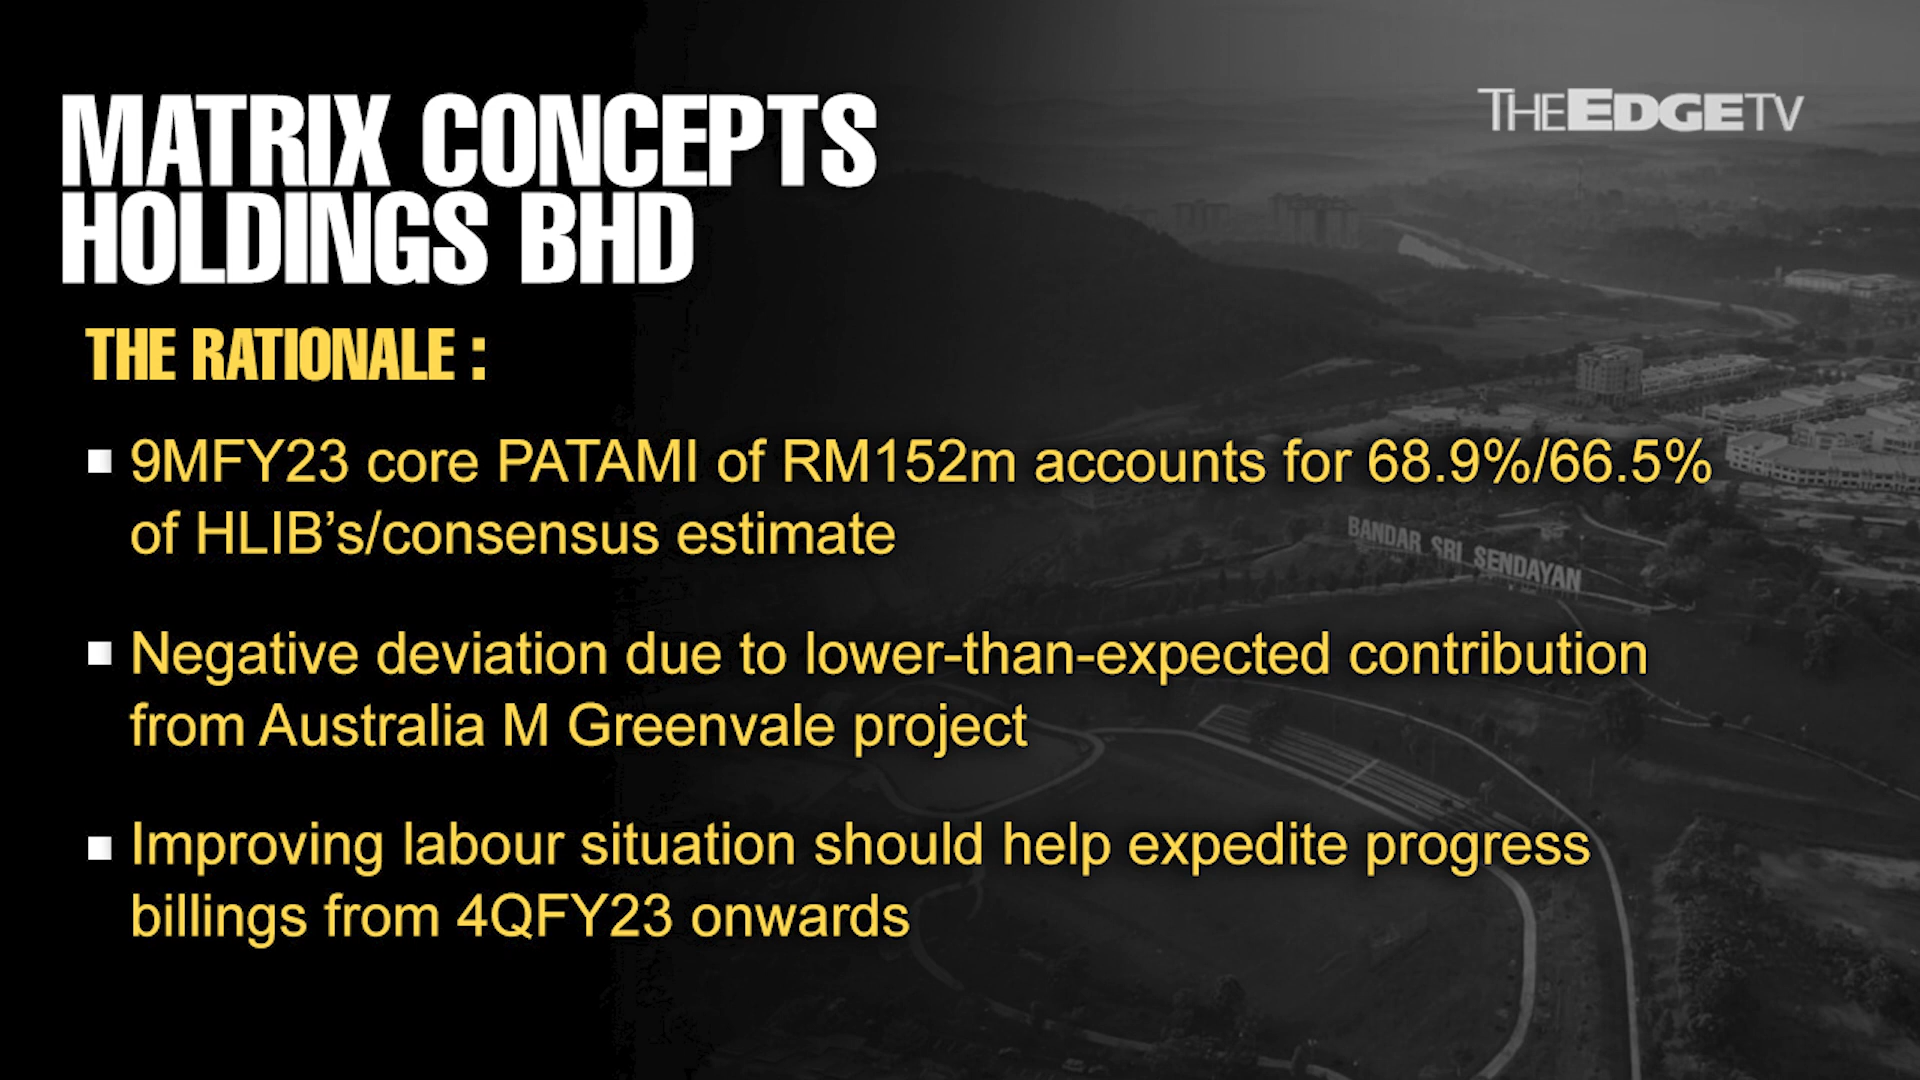 MATRIX CONCEPTS
HOLDINGS BHD
THEEDGETV
THE RATIONALE :
9MFY23 core PATAMI of RM152m accounts for 68.9%/66.5%
of HLIB’s/consensus estimate
BANDAR SRI SENDAYAN
Negative deviation due to lower-than-expected contribution
from Australia M Greenvale project
Improving labour situation should help expedite progress
billings from 4QFY23 onwards